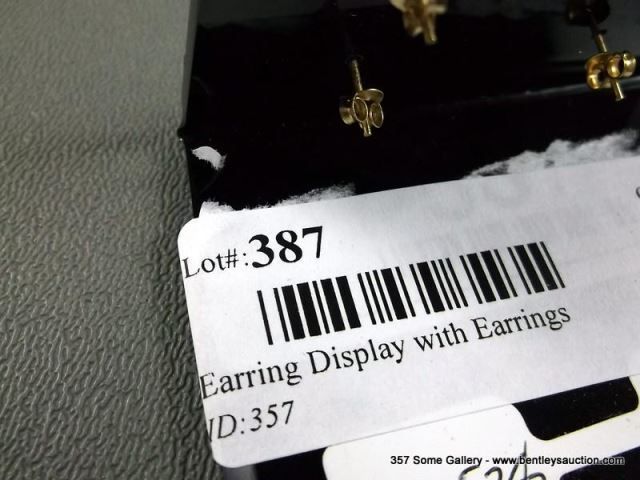 Lot#:387
Earring Display with Earrings
ID:357
357 Some Gallery - www.bentleysauction.com